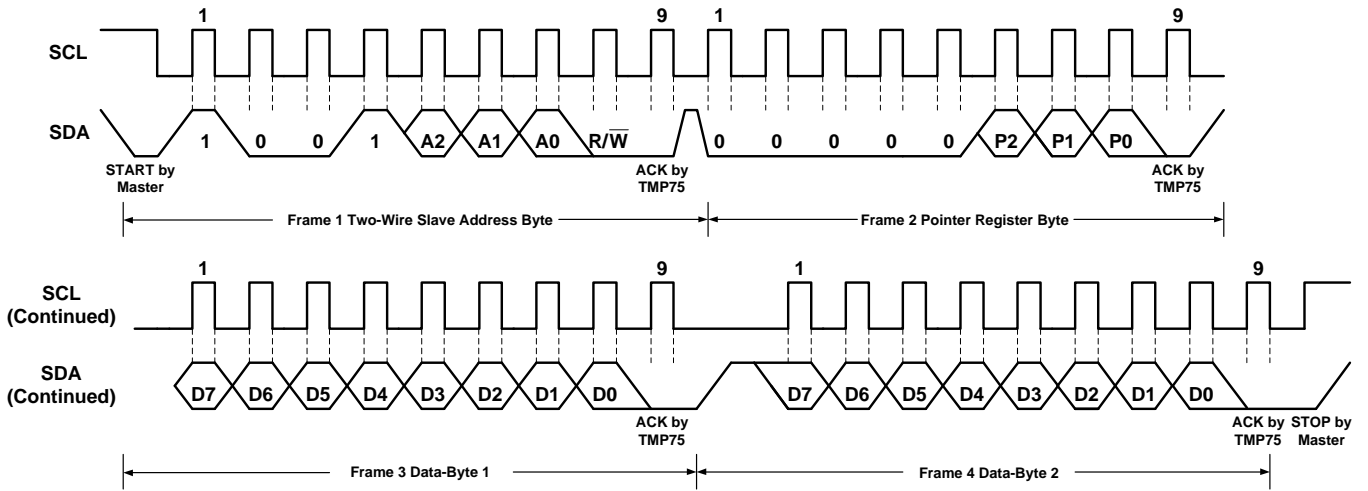 1 9 1 9
SCL
SDA
1 0 0 1 A2 A1 A0 R/W̅ 0 0 0 0 0 P2 P1 P0
START by Master
ACK by TMP75
ACK by TMP75
Frame 1 Two-Wire Slave Address Byte
Frame 2 Pointer Register Byte
1 9 1 9
SCL
(Continued)
SDA
(Continued)
D7 D6 D5 D4 D3 D2 D1 D0 D7 D6 D5 D4 D3 D2 D1 D0
ACK by TMP75
ACK by TMP75
STOP by Master
Frame 3 Data-Byte 1
Frame 4 Data-Byte 2